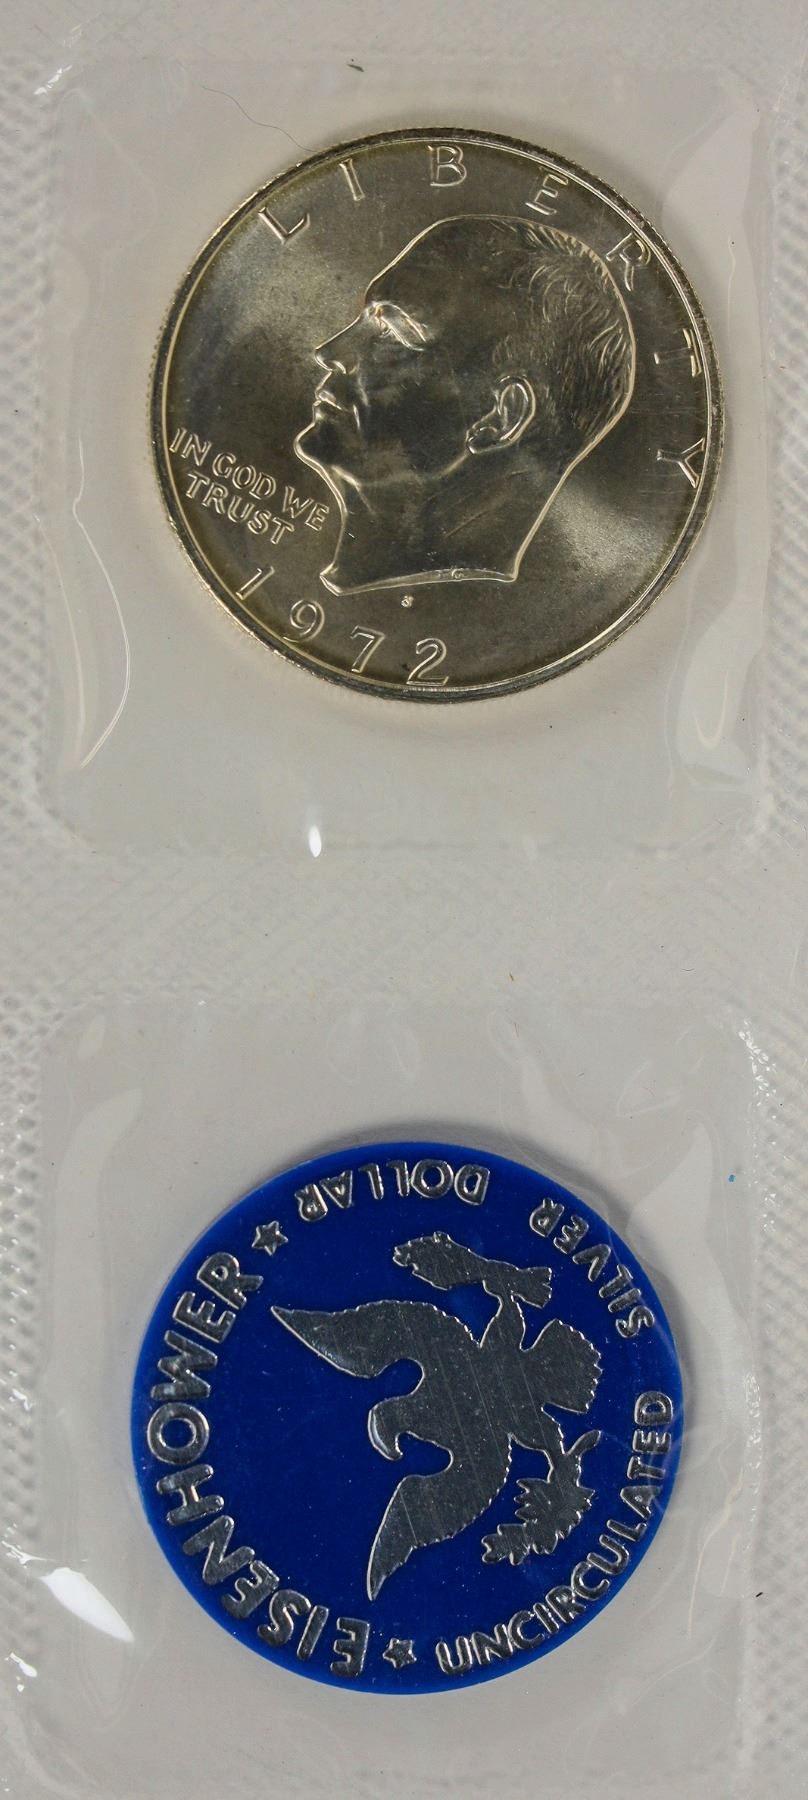 LIBERTY
IN GOD WE
TRUST
S
1972
EISENHOWER
UNCIRCULATED SILVER DOLLAR